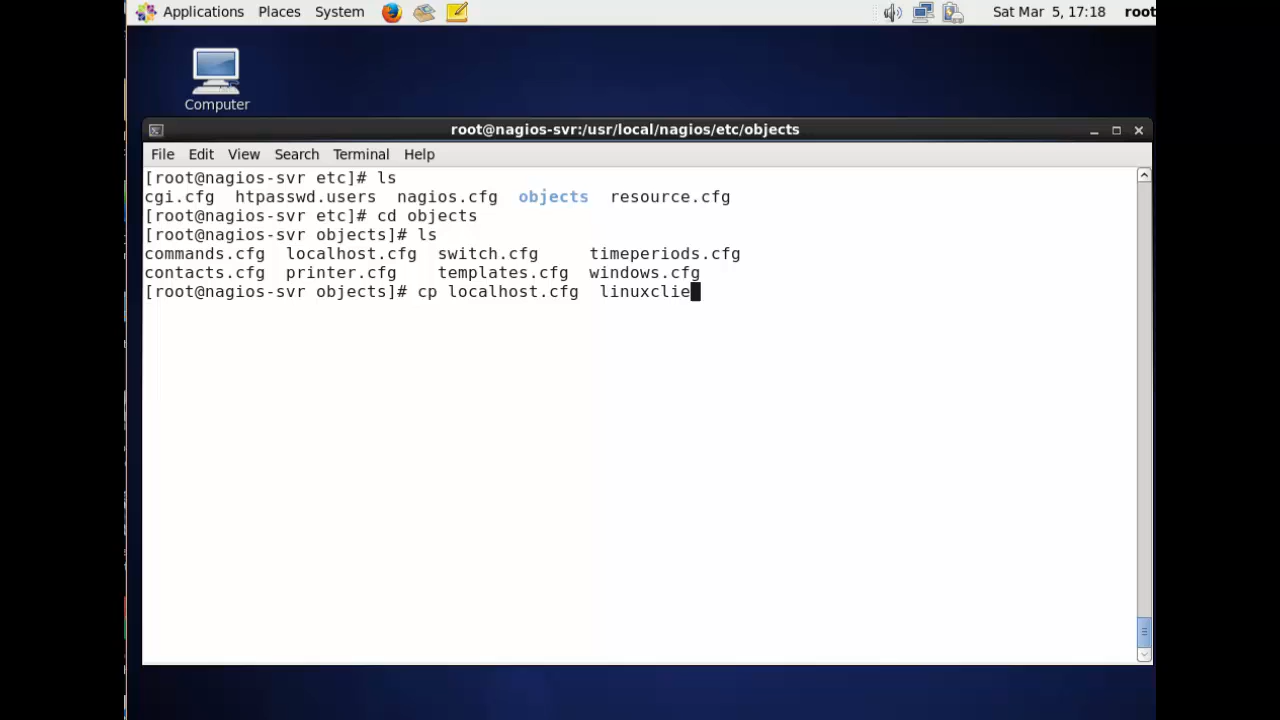 Applications Places System Sat Mar 5, 17:18 root
Computer
root@nagios-svr:/usr/local/nagios/etc/objects
File Edit View Search Terminal Help
[root@nagios-svr etc]# ls
cgi.cfg htpasswd.users nagios.cfg objects resource.cfg
[root@nagios-svr etc]# cd objects
[root@nagios-svr objects]# ls
commands.cfg localhost.cfg switch.cfg timeperiods.cfg
contacts.cfg printer.cfg templates.cfg windows.cfg
[root@nagios-svr objects]# cp localhost.cfg linuxclie